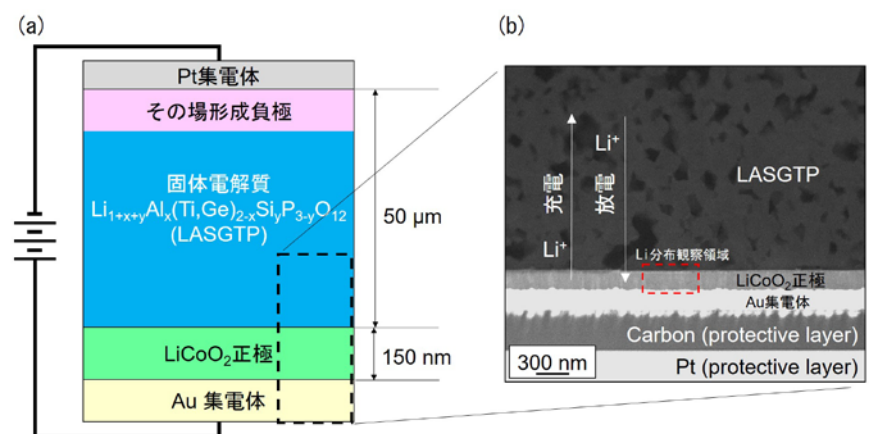 (a)
Pt集電体
その場形成負極
固体電解質
Li1+x+yAlx(Ti,Ge)2-xSiyP3-yO12
(LASGTP)
50 μm
LiCoO2正極
150 nm
Au 集電体
(b)
Li+
充電
放電
Li+
LASGTP
Li分布観察領域
LiCoO2正極
Au集電体
Carbon (protective layer)
300 nm
Pt (protective layer)